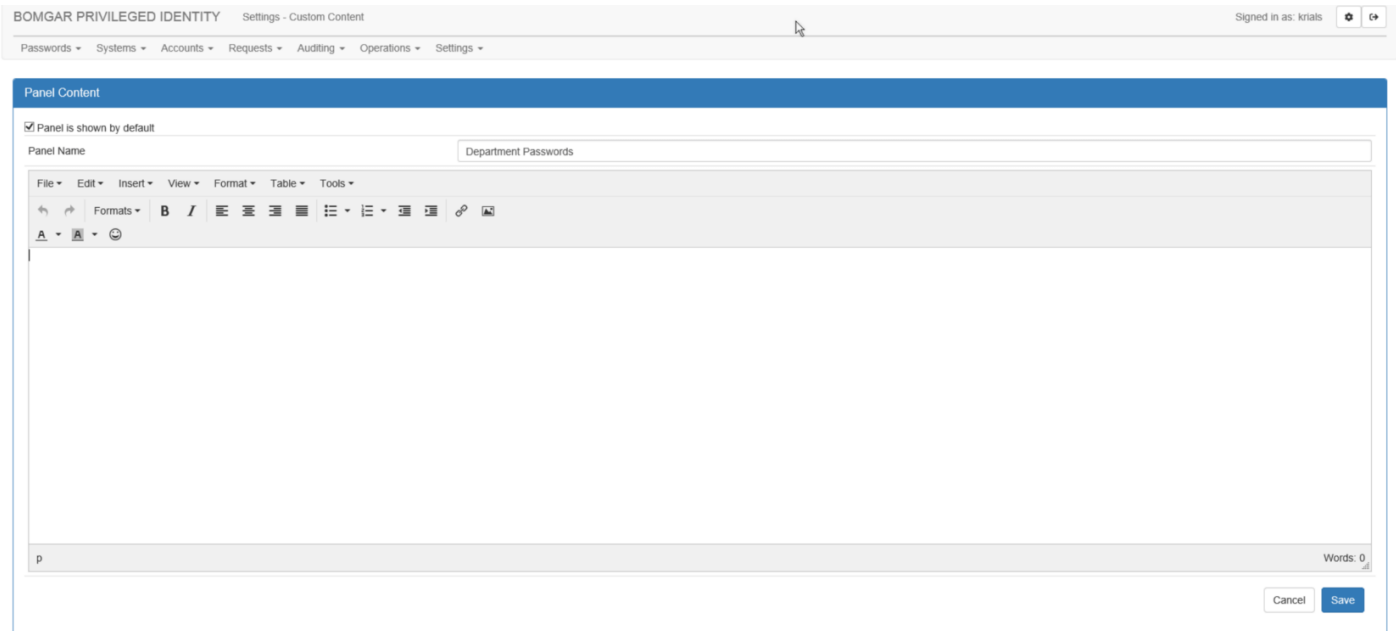 BOMGAR PRIVILEGED IDENTITY Settings - Custom Content Signed in as: krials
Passwords Systems Accounts Requests Auditing Operations Settings
Panel Content
Panel is shown by default
Panel Name Department Passwords
File Edit Insert View Format Table Tools
Formats B I
A A
p Words: 0
Cancel Save